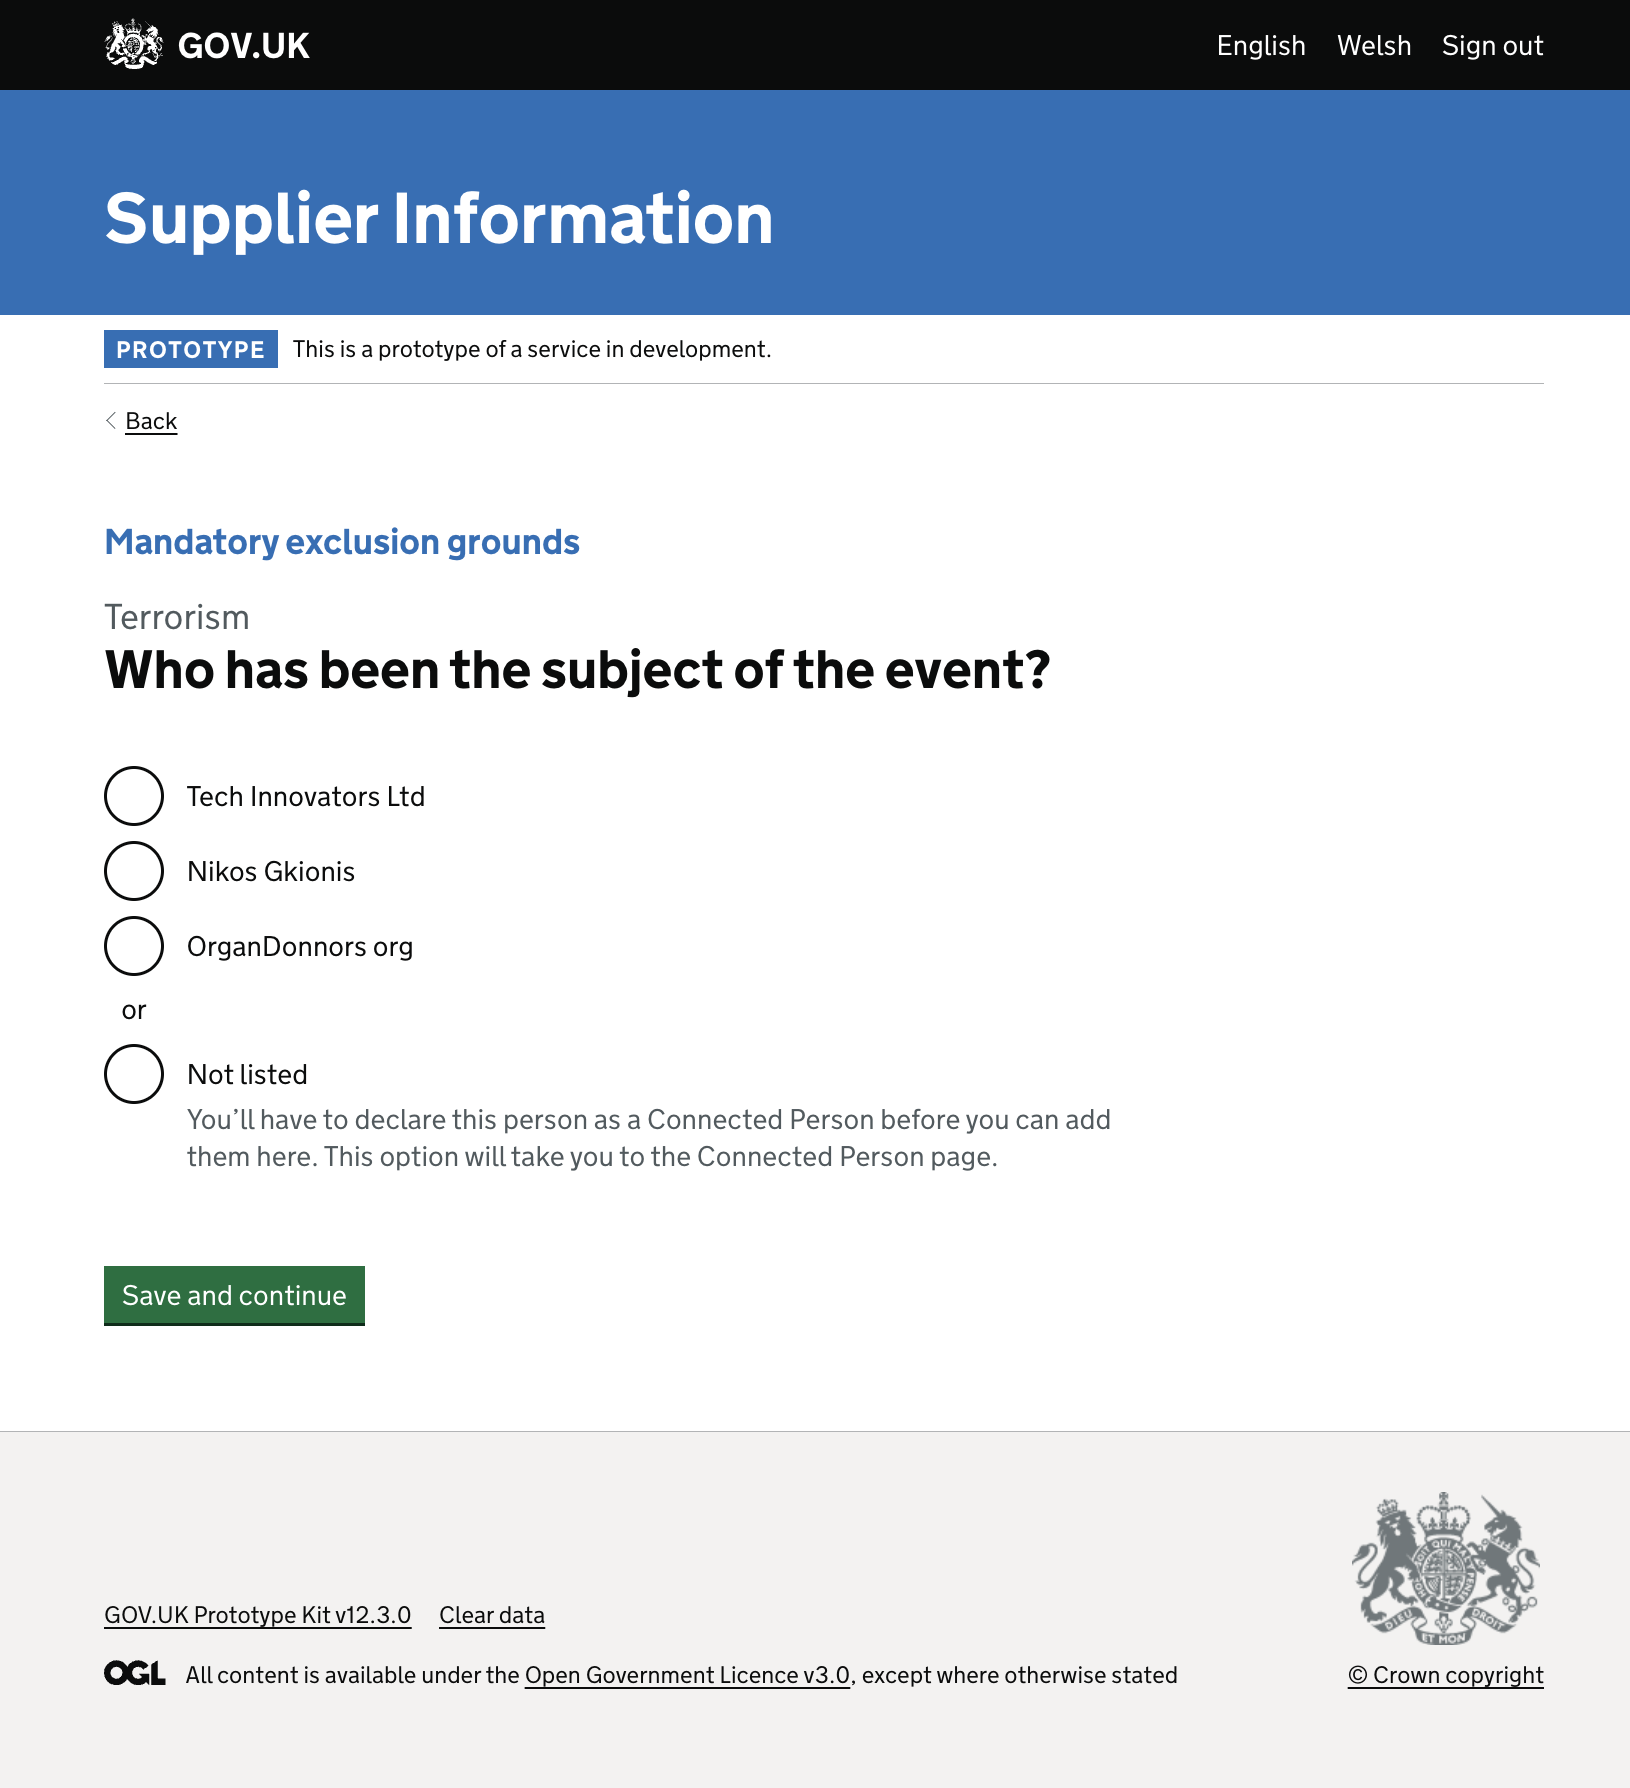 GOV.UK
English Welsh Sign out
Supplier Information
PROTOTYPE This is a prototype of a service in development.
Back
Mandatory exclusion grounds
Terrorism
Who has been the subject of the event?
Tech Innovators Ltd
Nikos Gkionis
OrganDonnors org
or
Not listed
You’ll have to declare this person as a Connected Person before you can add
them here. This option will take you to the Connected Person page.
Save and continue
GOV.UK Prototype Kit v12.3.0 Clear data
OGL All content is available under the Open Government Licence v3.0, except where otherwise stated
DIEU ET MON DROIT
© Crown copyright